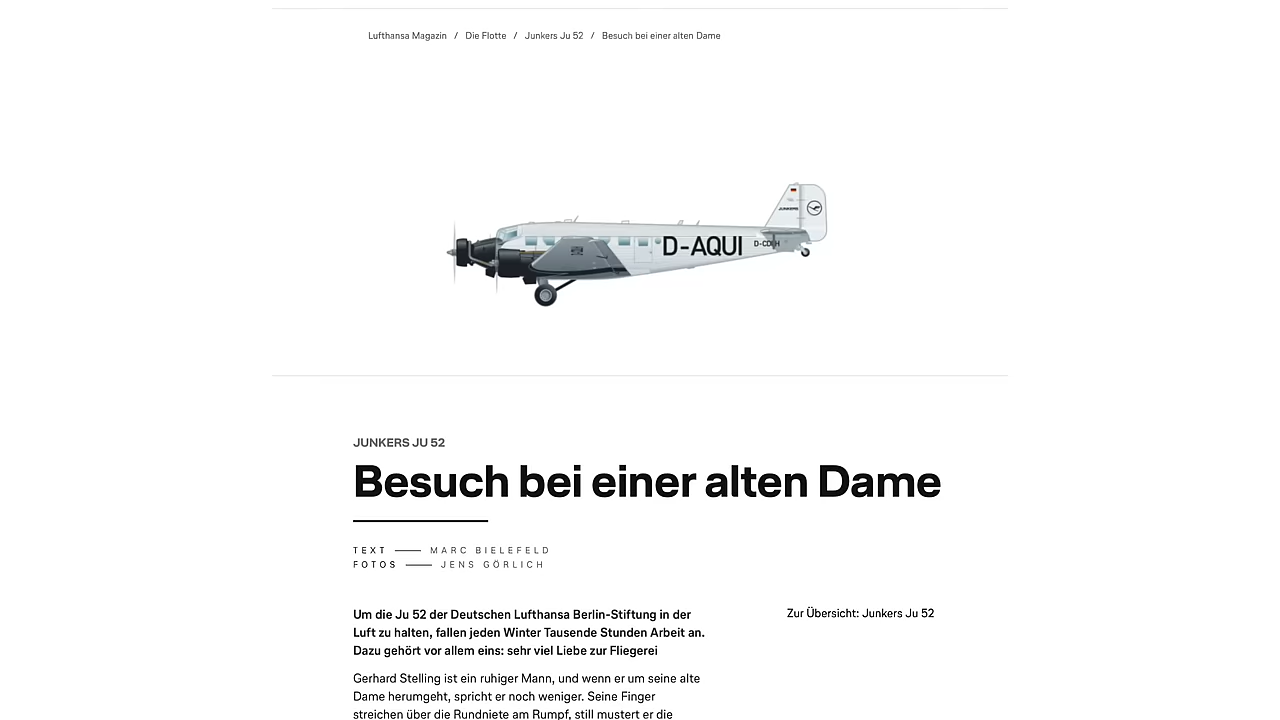 Lufthansa Magazin / Die Flotte / Junkers Ju 52 / Besuch bei einer alten Dame
JUNKERS
D-AQUI
D-CDLH
JUNKERS JU 52
Besuch bei einer alten Dame
TEXT —— MARC BIELEFELD
FOTOS —— JENS GÖRLICH
Um die Ju 52 der Deutschen Lufthansa Berlin-Stiftung in der
Luft zu halten, fallen jeden Winter Tausende Stunden Arbeit an.
Dazu gehört vor allem eins: sehr viel Liebe zur Fliegerei
Zur Übersicht: Junkers Ju 52
Gerhard Stelling ist ein ruhiger Mann, und wenn er um seine alte
Dame herumgeht, spricht er noch weniger. Seine Finger
streichen über die Rundniete am Rumpf, still mustert er die